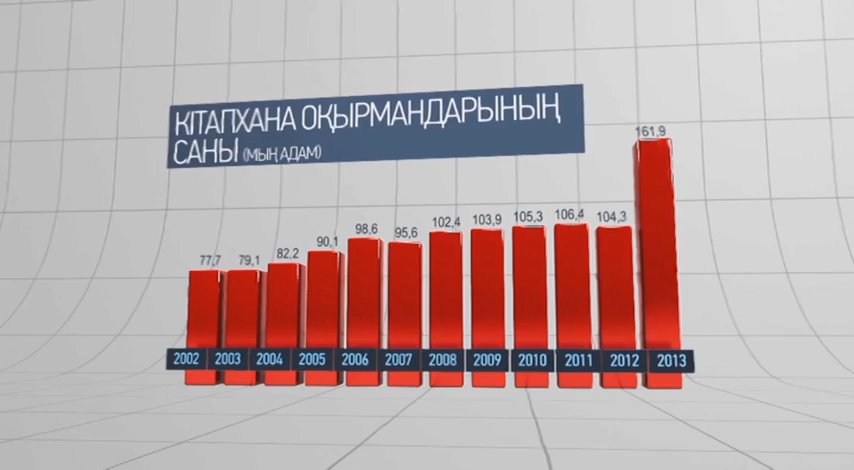 КІТАПХАНА ОҚЫРМАНДАРЫНЫҢ
САНЫ (МЫҢ АДАМ)
77,7 79,1 82,2 90,1 98,6 95,6 102,4 103,9 105,3 106,4 104,3 161,9
2002 2003 2004 2005 2006 2007 2008 2009 2010 2011 2012 2013